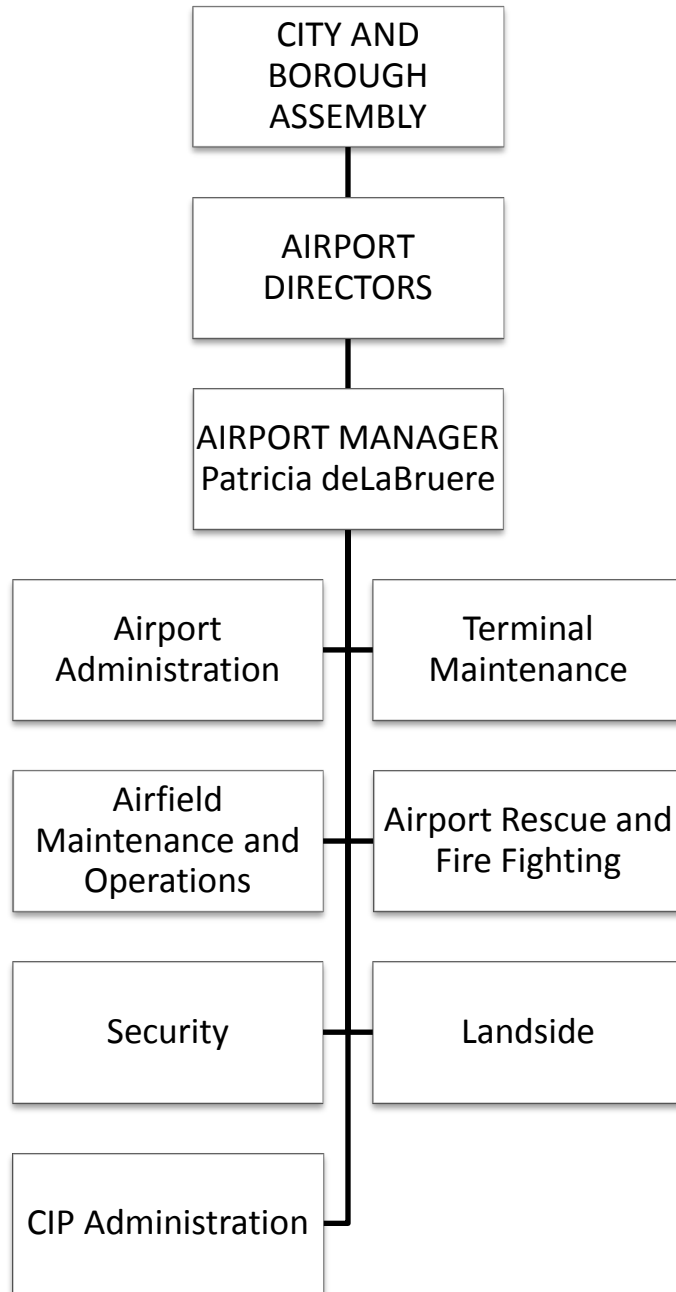 CITY AND
BOROUGH
ASSEMBLY
AIRPORT
DIRECTORS
AIRPORT MANAGER
Patricia deLaBruere
Airport
Administration
Terminal
Maintenance
Airfield
Maintenance and
Operations
Airport Rescue and
Fire Fighting
Security
Landside
CIP Administration